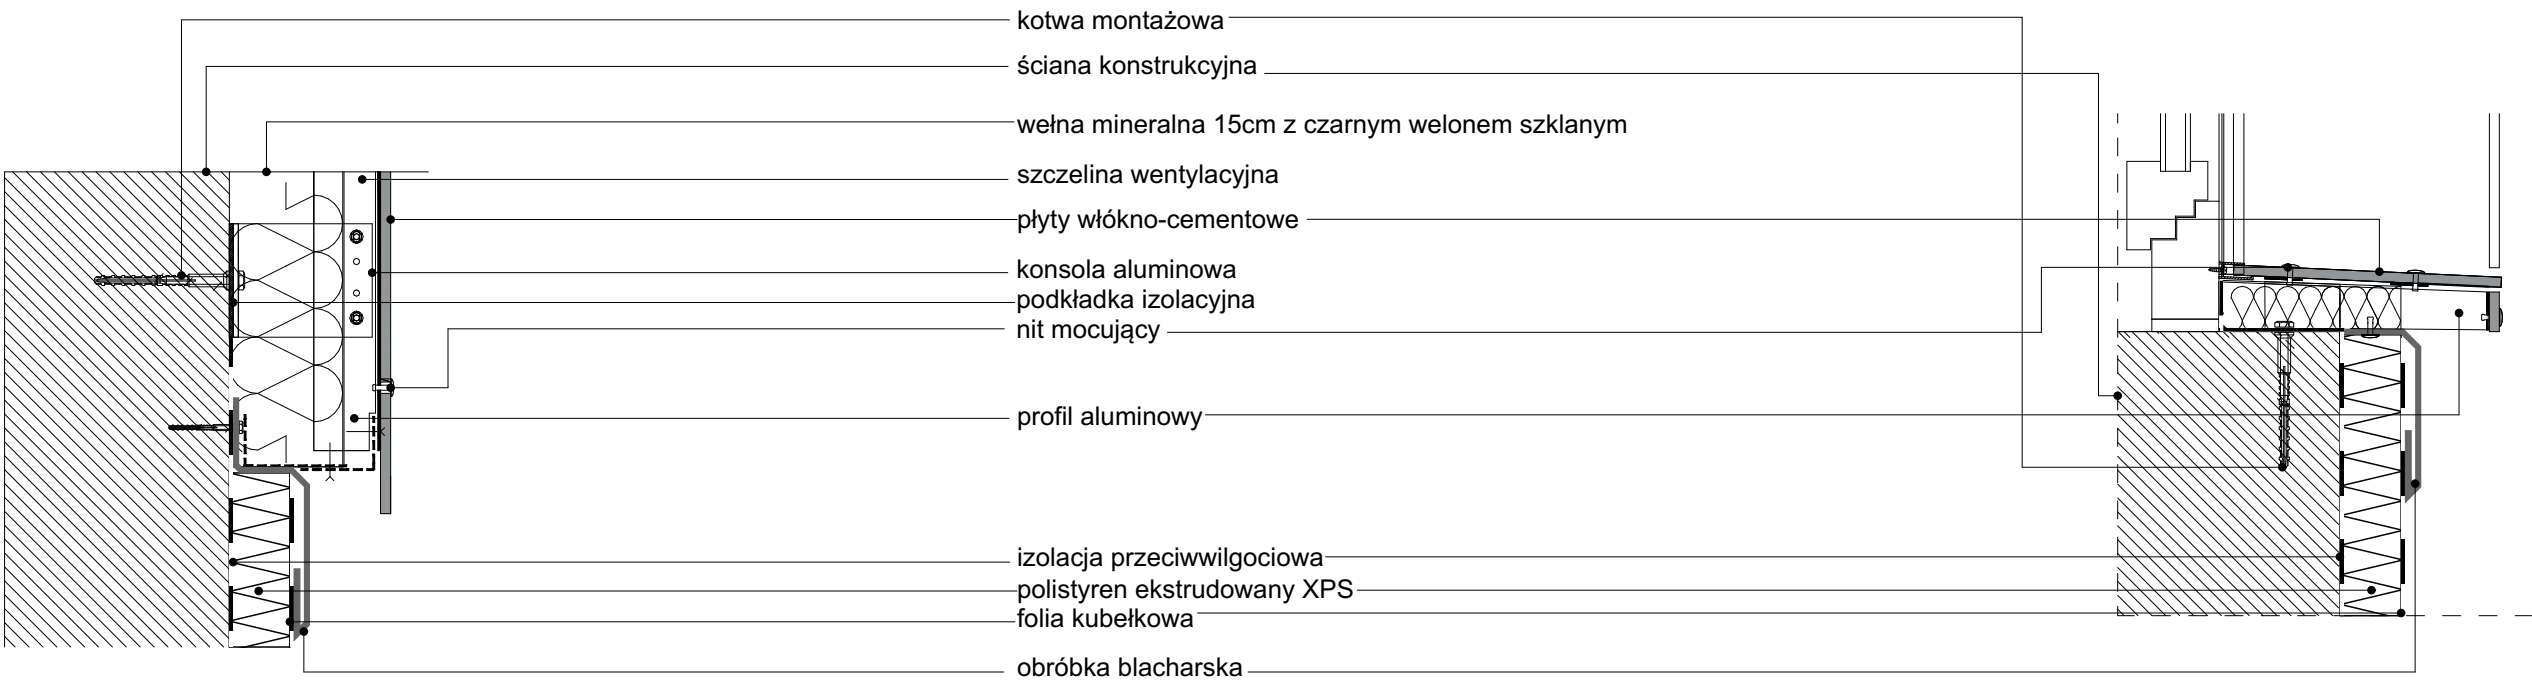 kotwa montażowa
ściana konstrukcyjna
wełna mineralna 15cm z czarnym welonem szklanym
szczelina wentylacyjna
płyty włókno-cementowe
konsola aluminowa
podkładka izolacyjna
nit mocujący
profil aluminowy
izolacja przeciwwilgociowa
polistyren ekstrudowany XPS
folia kubełkowa
obróbka blacharska